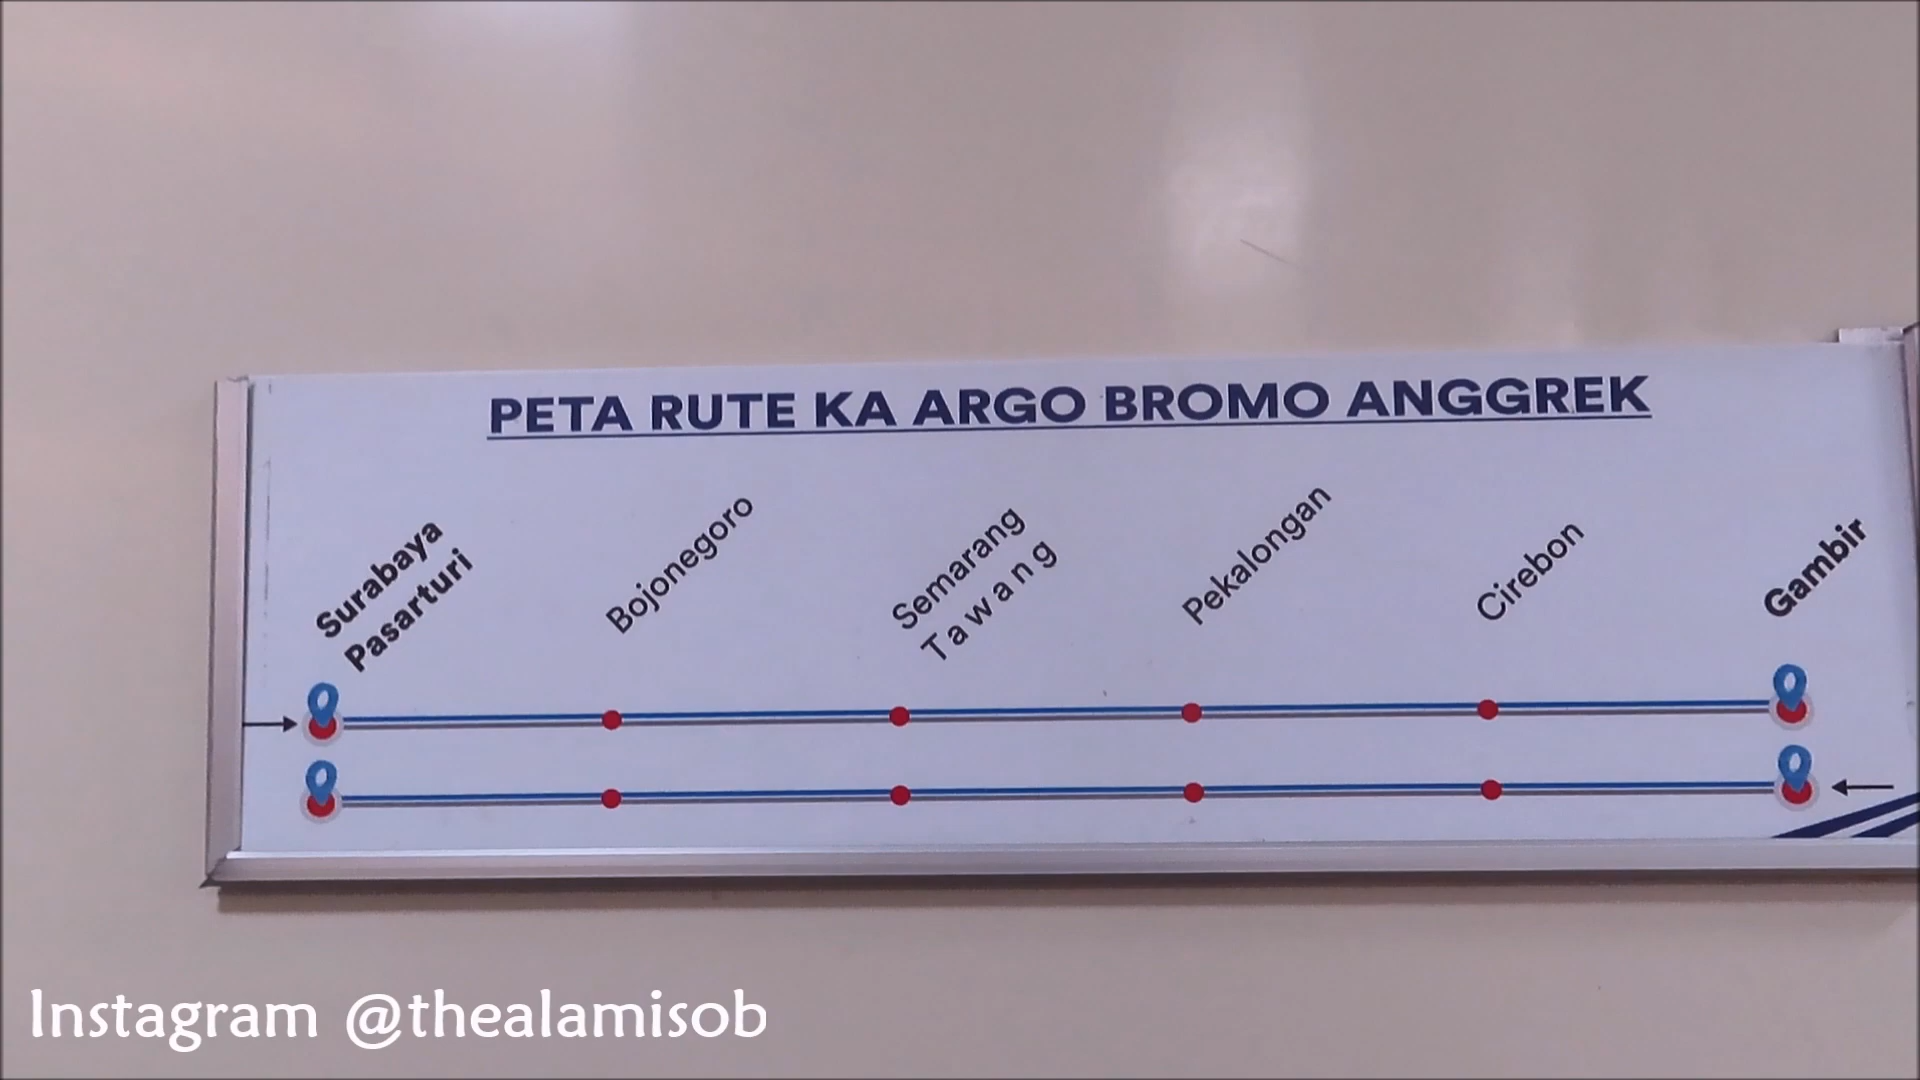 PETA RUTE KA ARGO BROMO ANGGREK
Surabaya
Pasarturi
Bojonegoro
Semarang
Tawang
Pekalongan
Cirebon
Gambir
Instagram @thealamisob